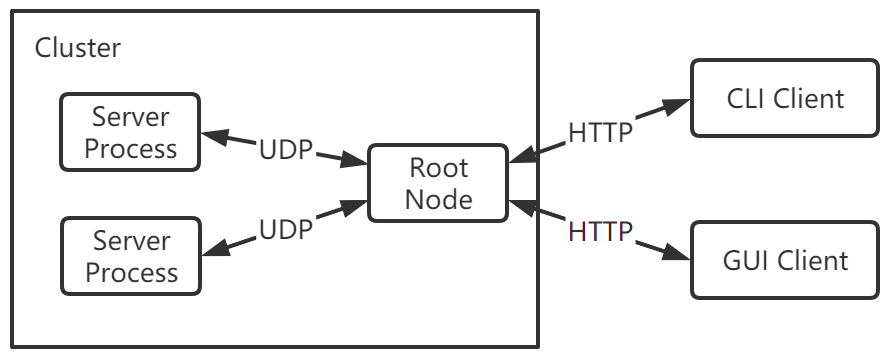 Cluster
Server
Process
UDP
Root
Node
UDP
Server
Process
HTTP
CLI Client
HTTP
GUI Client